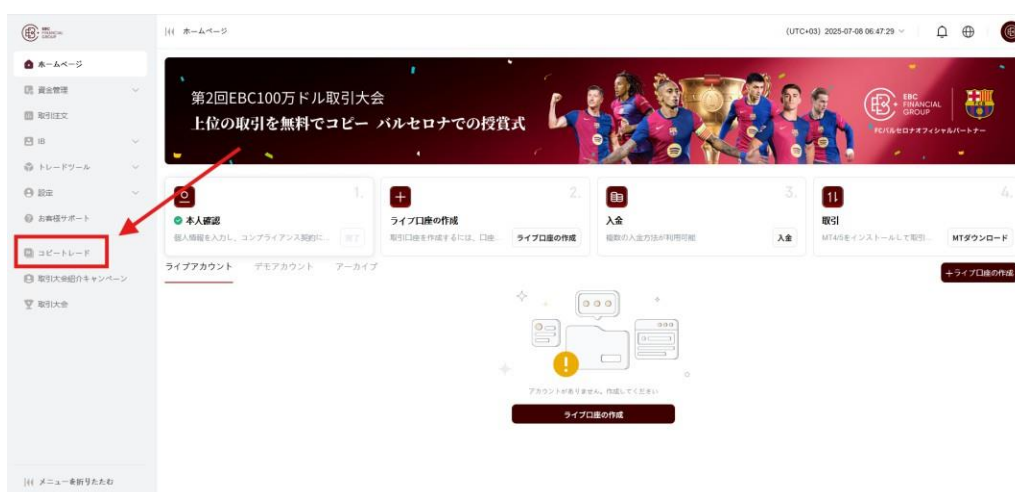 EBC
FINANCIAL
GROUP
ホームページ
(UTC+03) 2025-07-08 06:47:29
ホームページ
資金管理
取引注文
IB
トレードツール
設定
お客様サポート
コピートレード
取引大会紹介キャンペーン
取引大会
メニューを折りたたむ
第2回EBC100万ドル取引大会
上位の取引を無料でコピー バルセロナでの授賞式
EBC
FINANCIAL
GROUP
FCバルセロナオフィシャルパートナー
1.
本人確認
個人情報を入力し、コンプライアンス契約に...
完了
2.
ライブ口座の作成
取引口座を作成するには、口座...
ライブ口座の作成
3.
入金
複数の入金方法が利用可能
入金
4.
取引
MT4/5をインストールして取引...
MTダウンロード
ライブアカウント デモアカウント アーカイブ
+ライブ口座の作成
アカウントがありません。作成してください
ライブ口座の作成